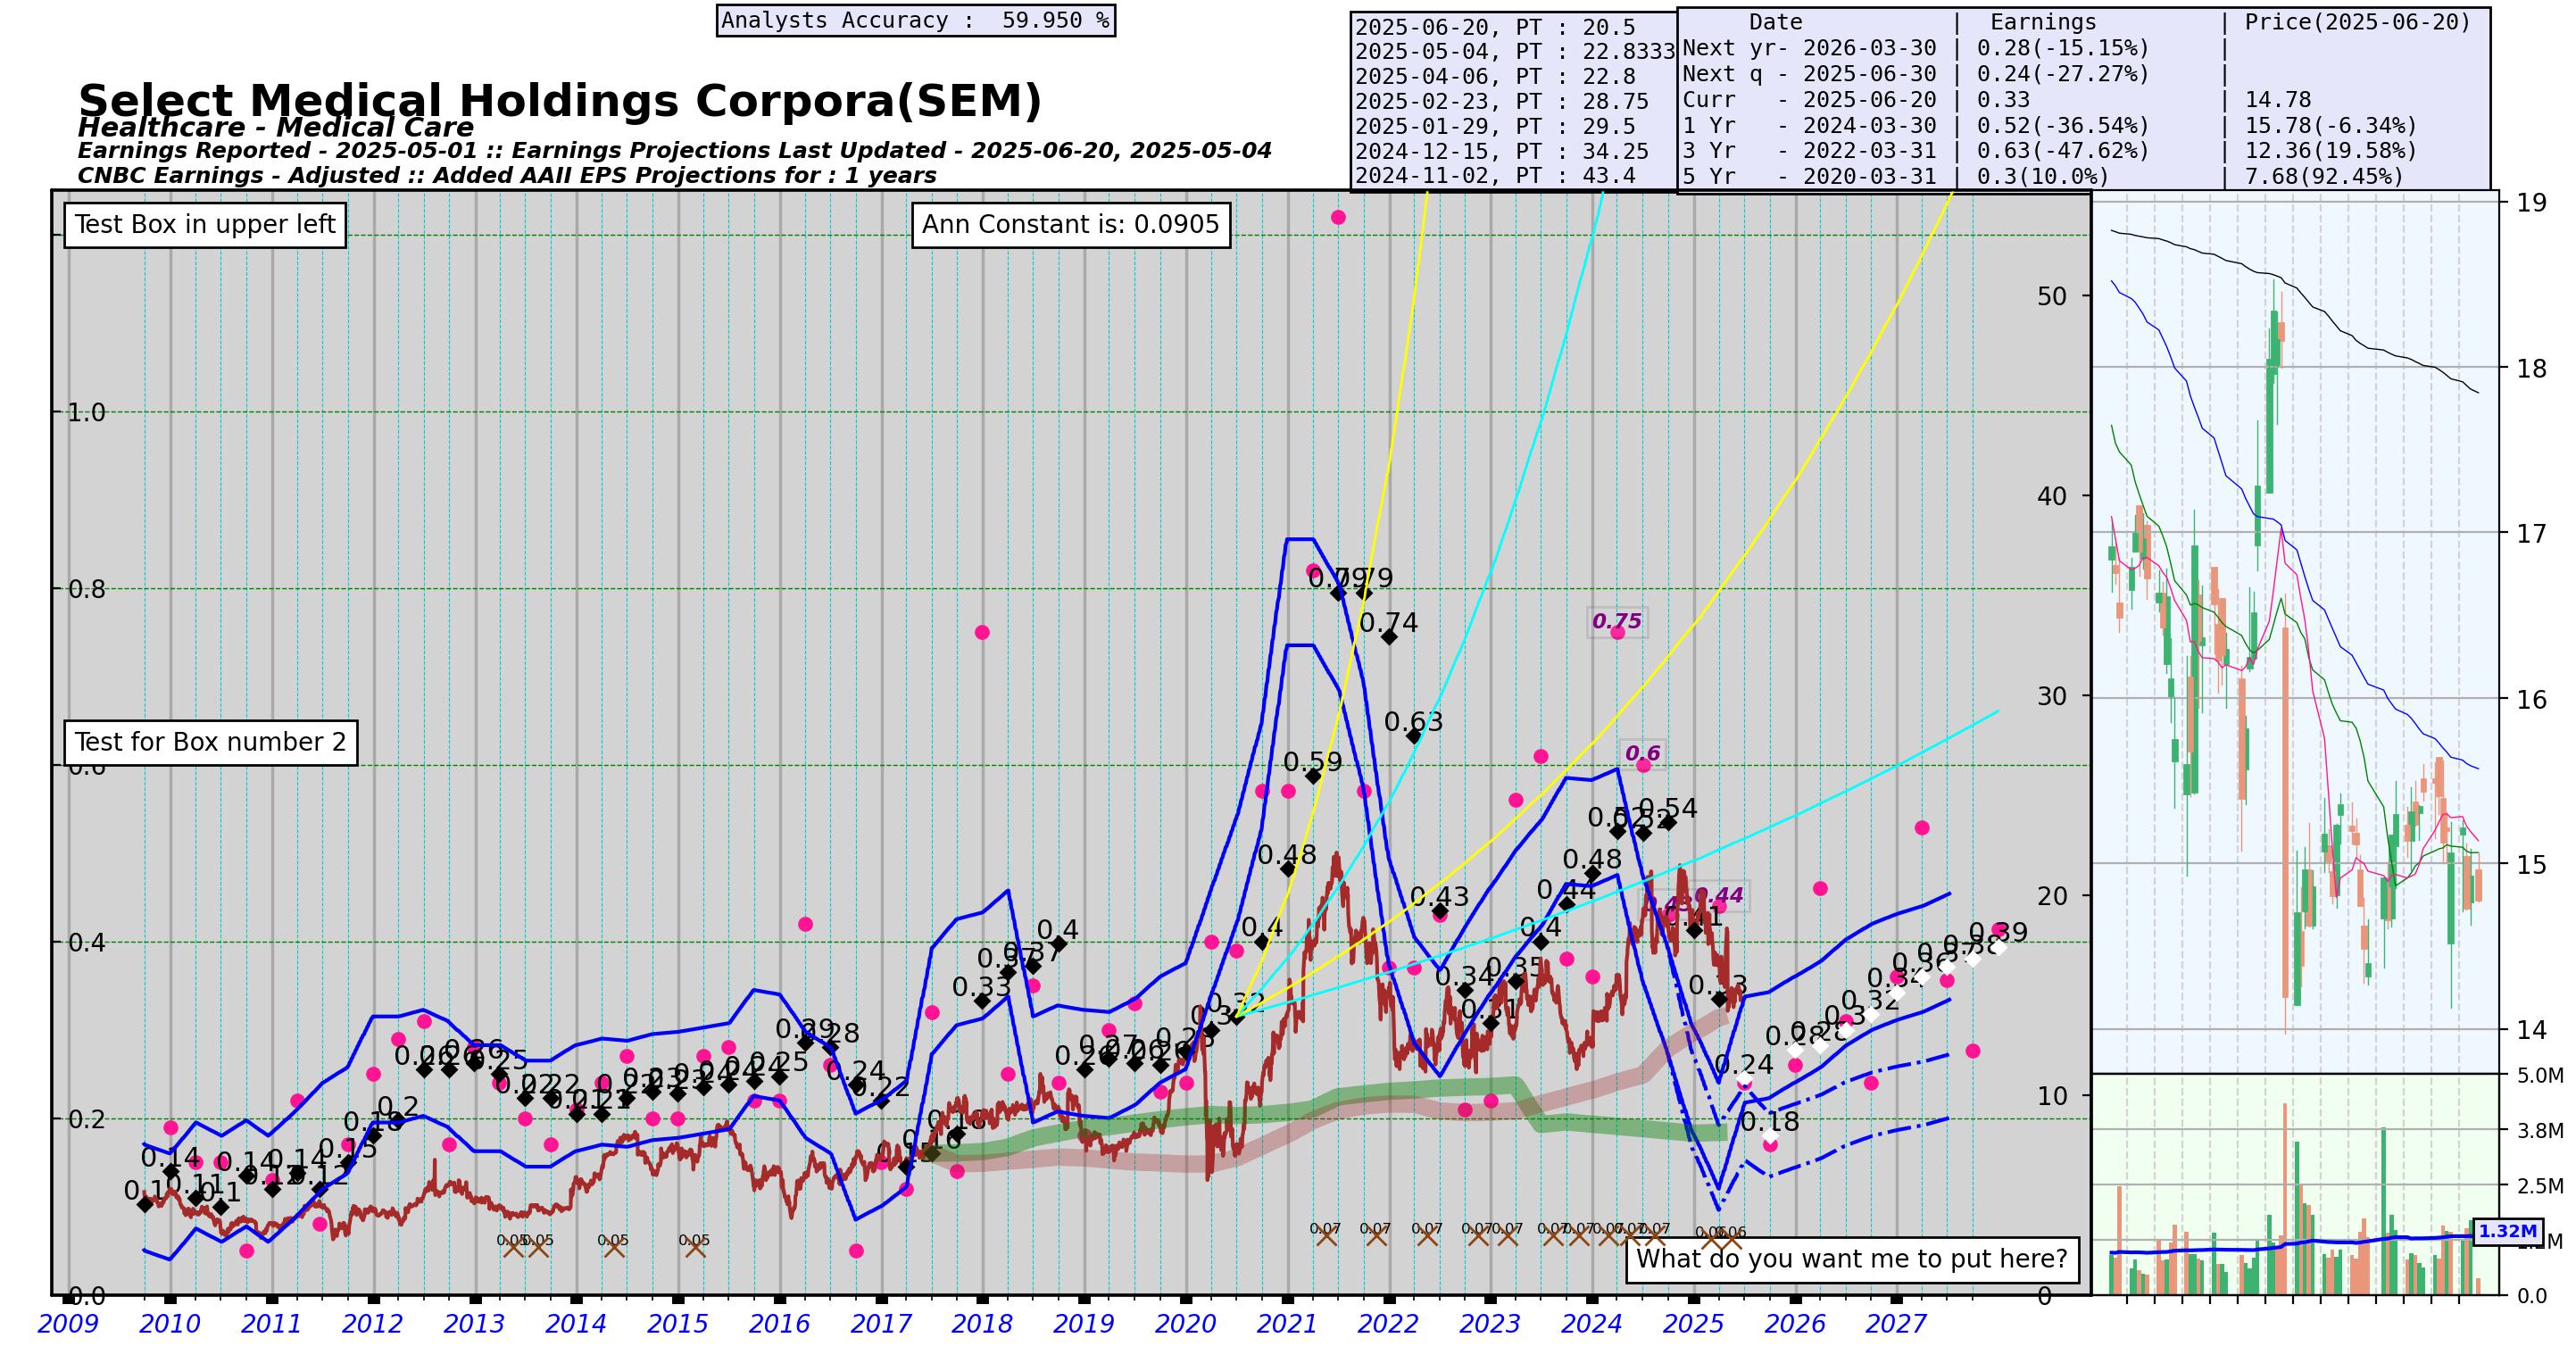 Analysts Accuracy :  59.950 %
2025-06-20, PT : 20.5
2025-05-04, PT : 22.8333
2025-04-06, PT : 22.8
2025-02-23, PT : 28.75
2025-01-29, PT : 29.5
2024-12-15, PT : 34.25
2024-11-02, PT : 43.4
Date | Earnings | Price(2025-06-20)
Next yr- 2026-03-30 | 0.28(-15.15%) |
Next q - 2025-06-30 | 0.24(-27.27%) |
Curr - 2025-06-20 | 0.33 | 14.78
1 Yr - 2024-03-30 | 0.52(-36.54%) | 15.78(-6.34%)
3 Yr - 2022-03-31 | 0.63(-47.62%) | 12.36(19.58%)
5 Yr - 2020-03-31 | 0.3(10.0%) | 7.68(92.45%)
Select Medical Holdings Corpora(SEM)
Healthcare - Medical Care
Earnings Reported - 2025-05-01 :: Earnings Projections Last Updated - 2025-06-20, 2025-05-04
CNBC Earnings - Adjusted :: Added AAII EPS Projections for : 1 years
Test Box in upper left
Ann Constant is: 0.0905
Test for Box number 2
What do you want me to put here?
1.0
0.8
0.6
0.4
0.2
0.0
50
40
30
20
10
0
19
18
17
16
15
14
5.0M
3.8M
2.5M
1.32M
0.0
0.79
0.74
0.63
0.59
0.48
0.4
0.43
0.34
0.31
0.35
0.4
0.44
0.48
0.54
0.75
0.6
0.44
0.24
0.18
0.39
0.33
0.4
0.14
0.15
0.2
0.24
0.22
0.18
0.05
0.05
0.07
0.07
0.07
2009 2010 2011 2012 2013 2014 2015 2016 2017 2018 2019 2020 2021 2022 2023 2024 2025 2026 2027